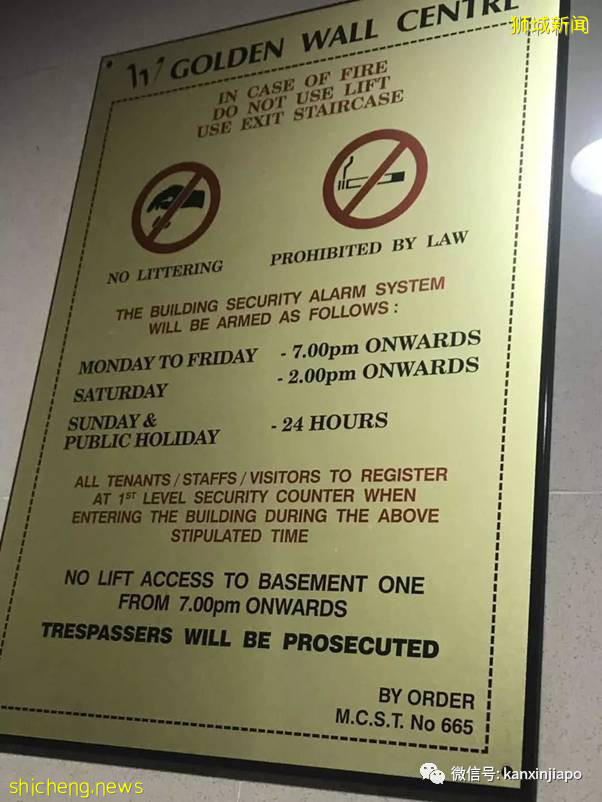 狮城新闻
GOLDEN WALL CENTRE
IN CASE OF FIRE
DO NOT USE LIFT
USE EXIT STAIRCASE
NO LITTERING
PROHIBITED BY LAW
THE BUILDING SECURITY ALARM SYSTEM
WILL BE ARMED AS FOLLOWS :
MONDAY TO FRIDAY - 7.00pm ONWARDS
SATURDAY - 2.00pm ONWARDS
SUNDAY &
PUBLIC HOLIDAY - 24 HOURS
ALL TENANTS / STAFFS / VISITORS TO REGISTER
AT 1ST LEVEL SECURITY COUNTER WHEN
ENTERING THE BUILDING DURING THE ABOVE
STIPULATED TIME
NO LIFT ACCESS TO BASEMENT ONE
FROM 7.00pm ONWARDS
TRESPASSERS WILL BE PROSECUTED
BY ORDER
M.C.S.T. No 665
微信号: kanxinjiapo
shicheng.news